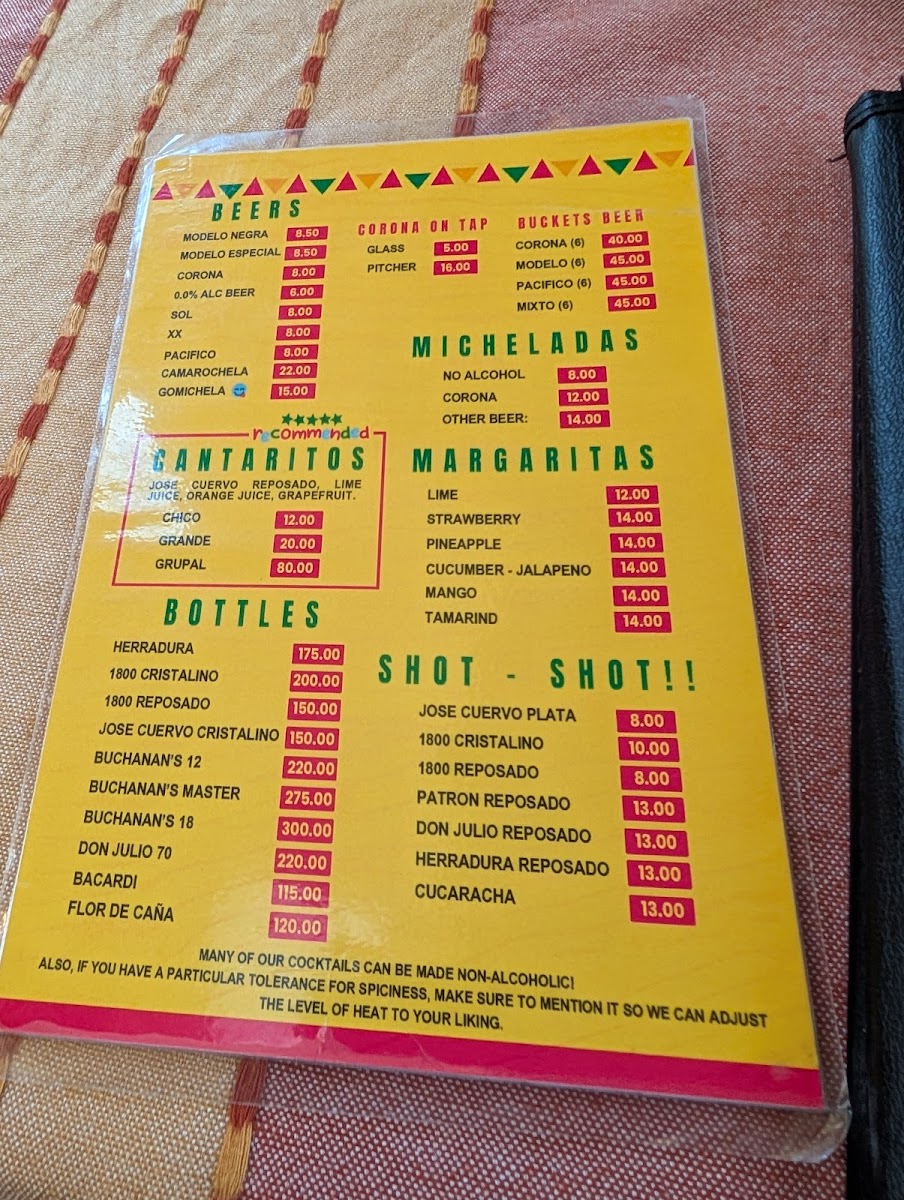 BEERS
MODELO NEGRA 8.50
MODELO ESPECIAL 8.50
CORONA 8.00
0.0% ALC BEER 6.00
SOL 8.00
XX 8.00
PACIFICO 8.00
CAMAROCHELA 22.00
GOMICHELA 15.00
CORONA ON TAP
GLASS 5.00
PITCHER 16.00
BUCKETS BEER
CORONA (6) 40.00
MODELO (6) 45.00
PACIFICO (6) 45.00
MIXTO (6) 45.00
MICHELADAS
NO ALCOHOL 8.00
CORONA 12.00
OTHER BEER: 14.00
recommended
CANTARITOS
JOSE CUERVO REPOSADO, LIME
JUICE, ORANGE JUICE, GRAPEFRUIT.
CHICO 12.00
GRANDE 20.00
GRUPAL 80.00
MARGARITAS
LIME 12.00
STRAWBERRY 14.00
PINEAPPLE 14.00
CUCUMBER - JALAPENO 14.00
MANGO 14.00
TAMARIND 14.00
BOTTLES
HERRADURA 175.00
1800 CRISTALINO 200.00
1800 REPOSADO 150.00
JOSE CUERVO CRISTALINO 150.00
BUCHANAN'S 12 220.00
BUCHANAN'S MASTER 275.00
BUCHANAN'S 18 300.00
DON JULIO 70 220.00
BACARDI 115.00
FLOR DE CAÑA 120.00
SHOT - SHOT!!
JOSE CUERVO PLATA 8.00
1800 CRISTALINO 10.00
1800 REPOSADO 8.00
PATRON REPOSADO 13.00
DON JULIO REPOSADO 13.00
HERRADURA REPOSADO 13.00
CUCARACHA 13.00
MANY OF OUR COCKTAILS CAN BE MADE NON-ALCOHOLIC!
ALSO, IF YOU HAVE A PARTICULAR TOLERANCE FOR SPICINESS, MAKE SURE TO MENTION IT SO WE CAN ADJUST
THE LEVEL OF HEAT TO YOUR LIKING.